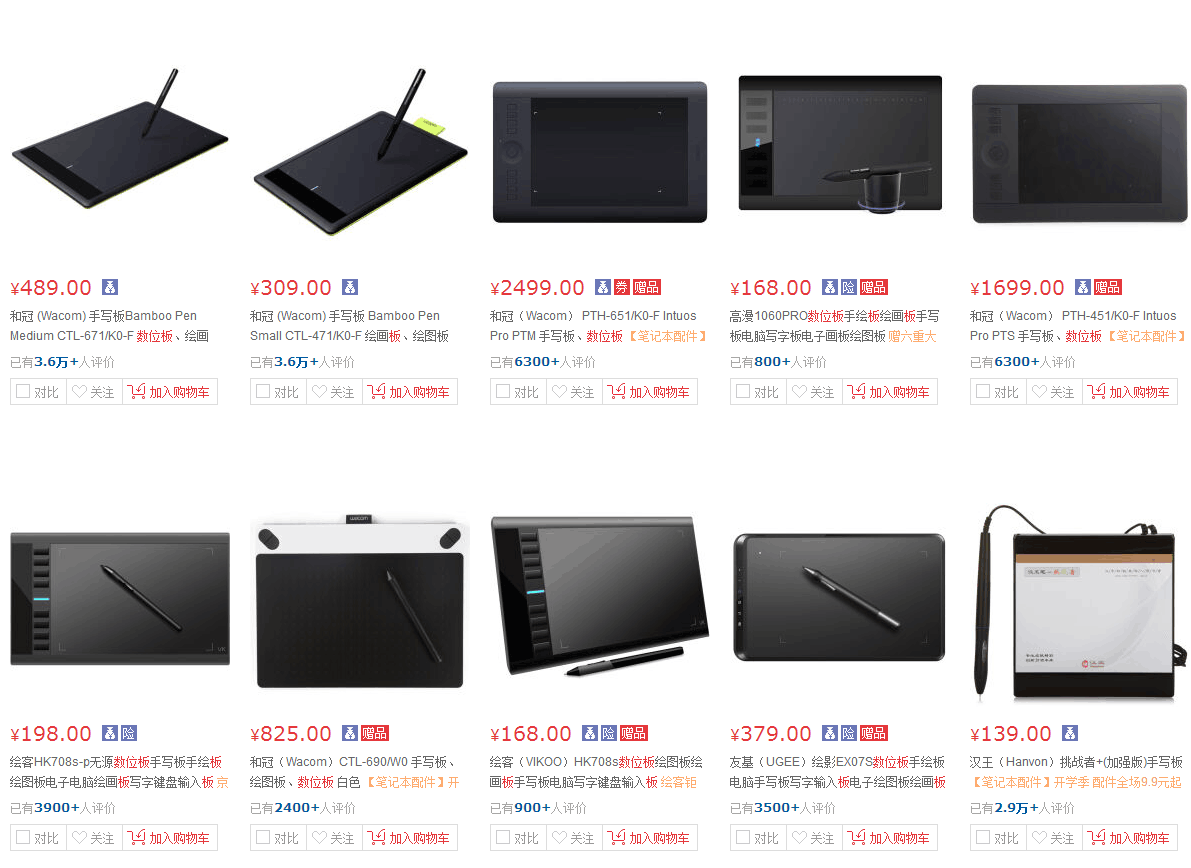 ¥489.00
和冠 (Wacom) 手写板Bamboo Pen
Medium CTL-671/K0-F 数位板、绘画
已有3.6万+人评价
对比 关注 加入购物车
¥309.00
和冠 (Wacom) 手写板 Bamboo Pen
Small CTL-471/K0-F 绘画板、绘图板
已有3.6万+人评价
对比 关注 加入购物车
¥2499.00 券 赠品
和冠（Wacom） PTH-651/K0-F Intuos
Pro PTM 手写板、数位板 【笔记本配件】
已有6300+人评价
对比 关注 加入购物车
¥168.00 险 赠品
高漫1060PRO数位板手绘板绘画板手写
板电脑写字板电子画板绘图板 赠六重大
已有800+人评价
对比 关注 加入购物车
¥1699.00 赠品
和冠（Wacom） PTH-451/K0-F Intuos
Pro PTS 手写板、数位板 【笔记本配件】
已有6300+人评价
对比 关注 加入购物车
¥198.00 险
绘客HK708s-p无源数位板手写板手绘板
绘图板电子电脑绘画板写字键盘输入板 京
已有3900+人评价
对比 关注 加入购物车
wacom
¥825.00 赠品
和冠（Wacom）CTL-690/W0 手写板、
绘图板、数位板 白色 【笔记本配件】开
已有2400+人评价
对比 关注 加入购物车
¥168.00 险 赠品
绘客（VIKOO）HK708s数位板绘图板绘
画板手写板电脑写字键盘输入板 绘客钜
已有900+人评价
对比 关注 加入购物车
¥379.00 险 赠品
友基（UGEE）绘影EX07S数位板手绘板
电脑手写板写字输入板电子绘图板绘画板
已有3500+人评价
对比 关注 加入购物车
¥139.00
汉王（Hanvon）挑战者+(加强版)手写板
【笔记本配件】开学季 配件全场9.9元起
已有2.9万+人评价
对比 关注 加入购物车